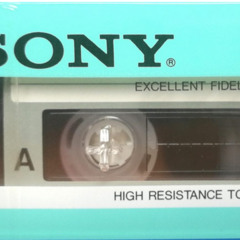 SONY®
EXCELLENT FIDEL
A
HIGH RESISTANCE TO